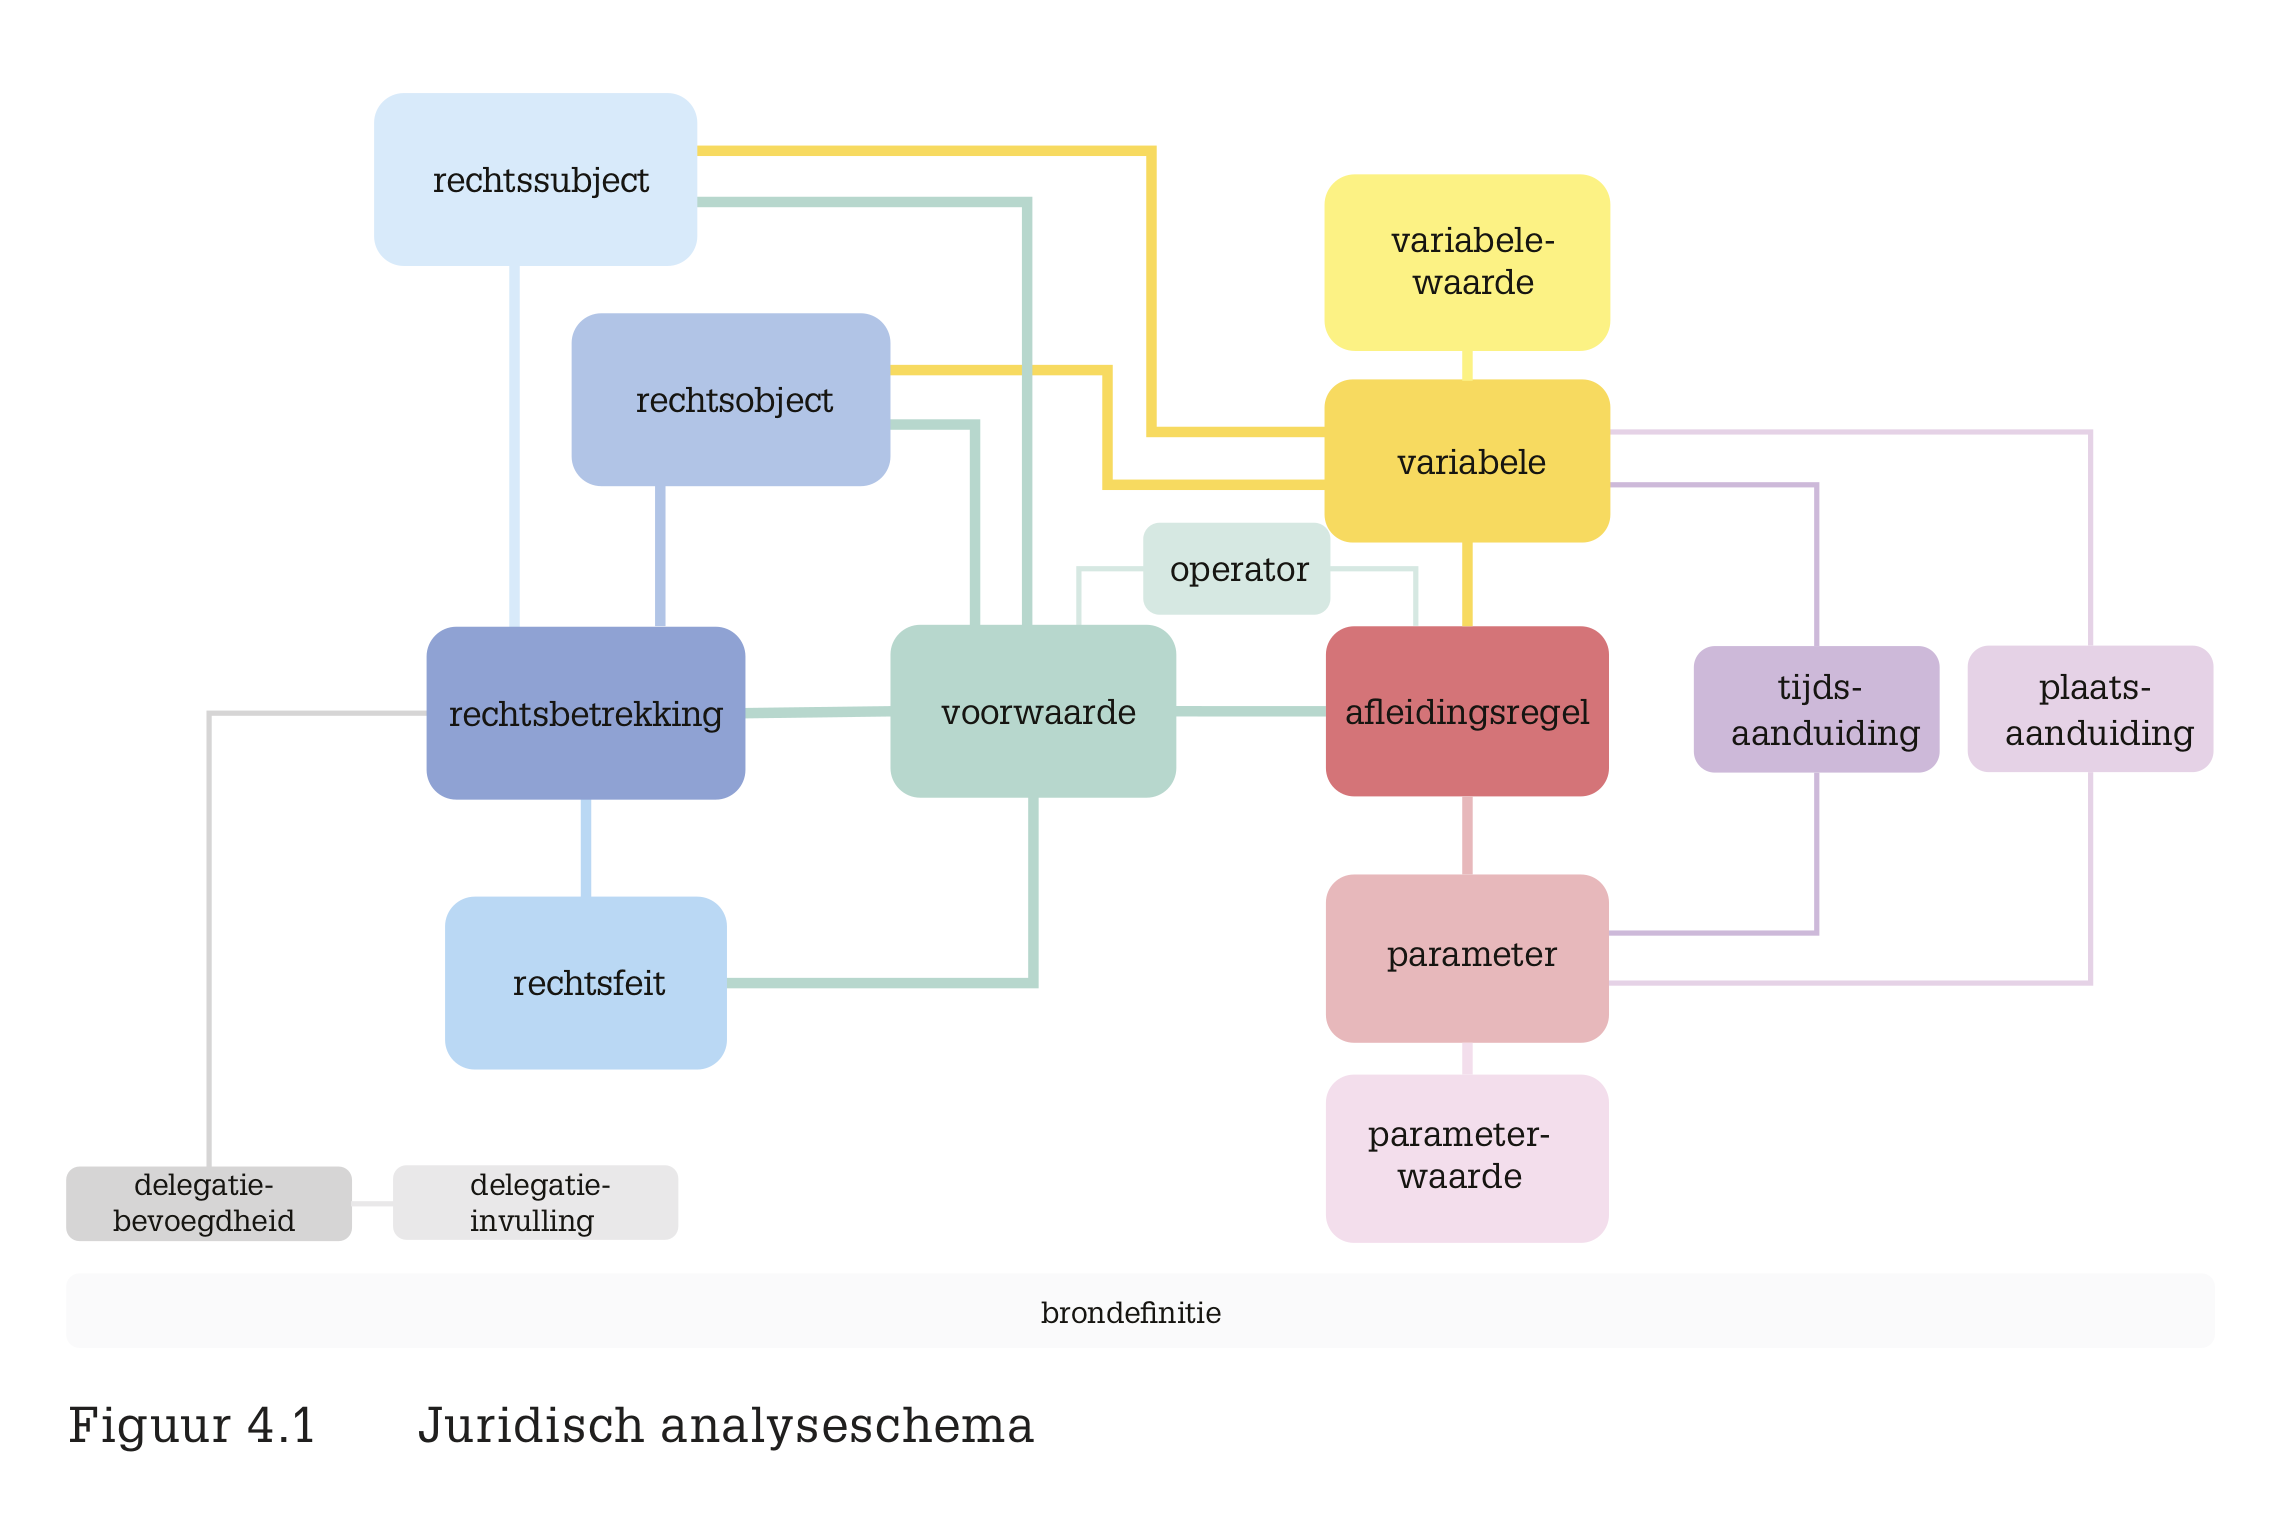 rechtssubject
variabele-
waarde
rechtsobject
variabele
operator
rechtsbetrekking
voorwaarde
afleidingsregel
tijds-
aanduiding
plaats-
aanduiding
rechtsfeit
parameter
parameter-
waarde
delegatie-
bevoegdheid
delegatie-
invulling
brondefinitie
Figuur 4.1 Juridisch analyseschema